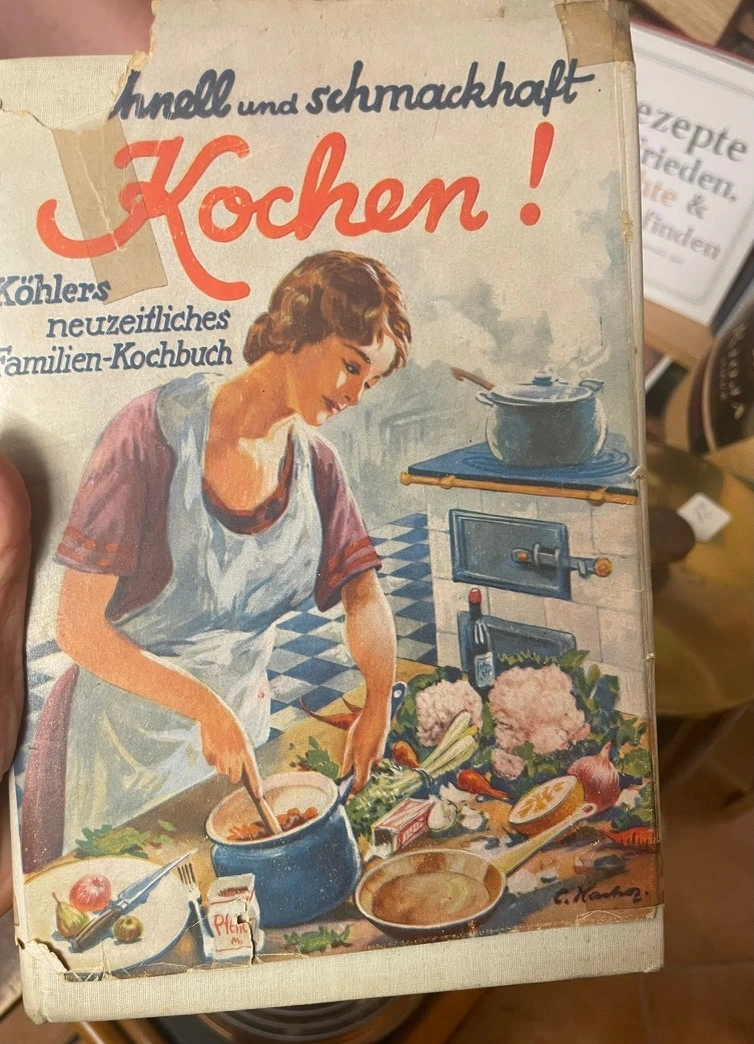 hnell und schmackhaft
Kochen!
Köhlers
neuzeitliches
Familien-Kochbuch
ezepte
rieden,
te &
finden